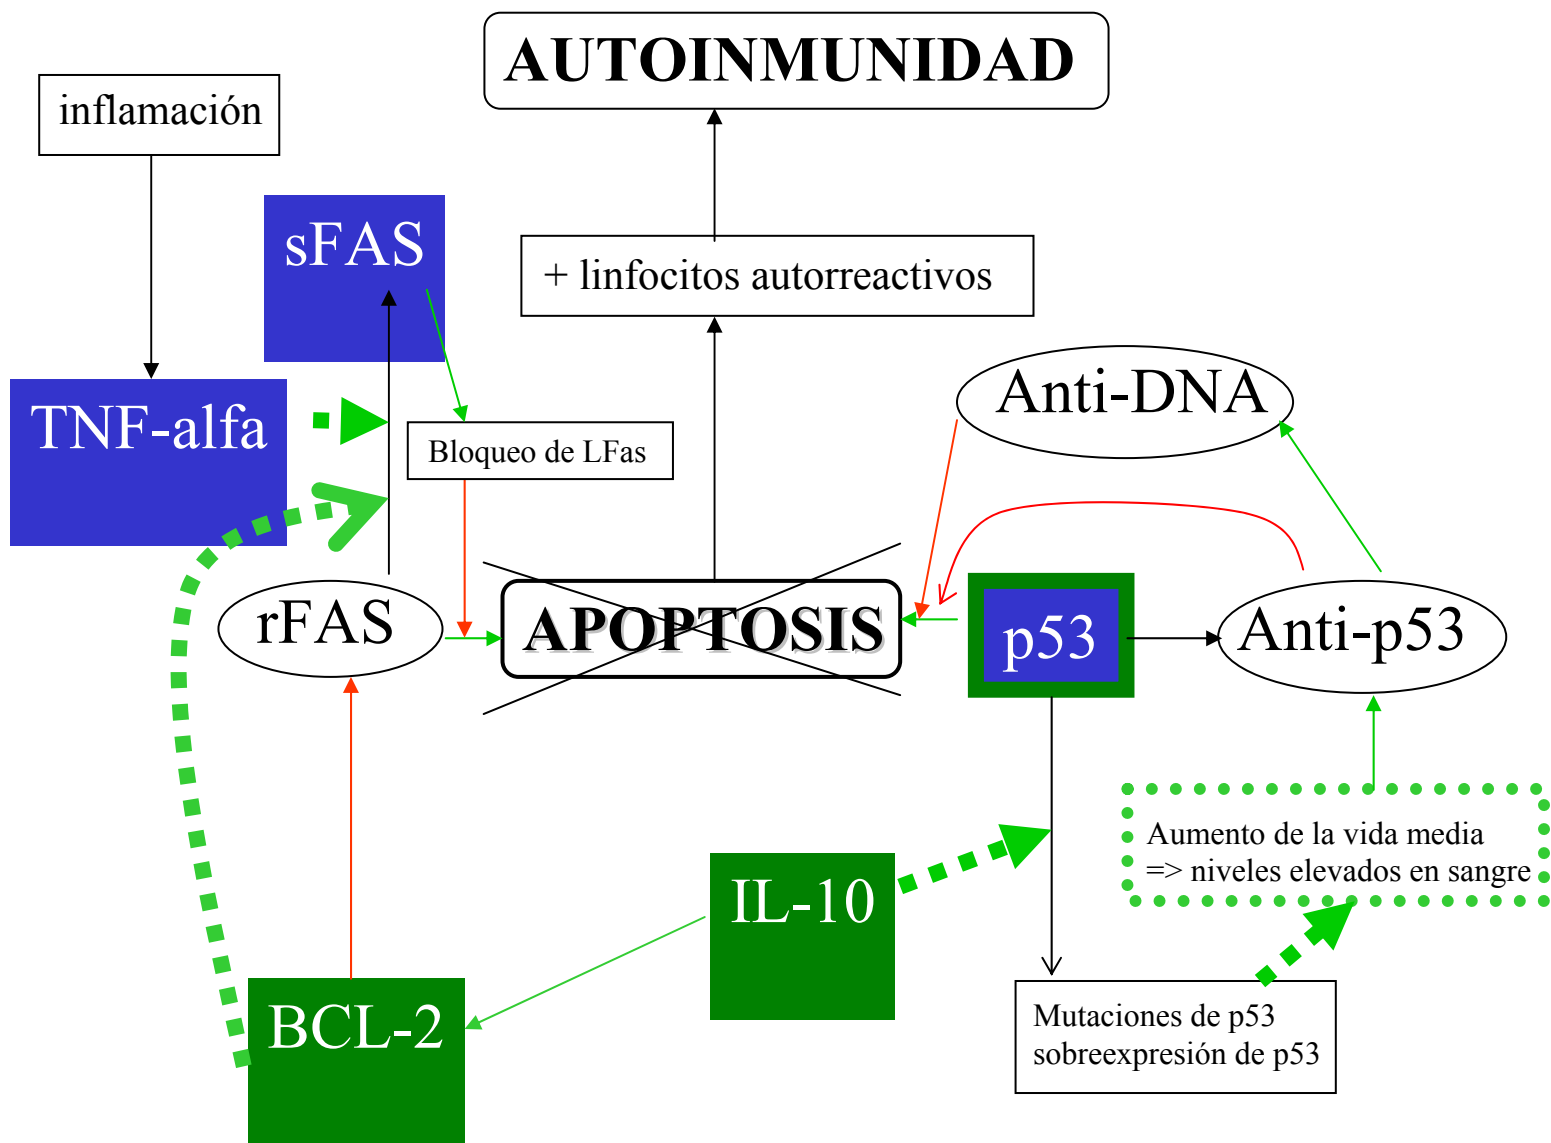 AUTOINMUNIDAD
inflamación
sFAS
+ linfocitos autorreactivos
TNF-alfa
Bloqueo de LFas
Anti-DNA
rFAS
APOPTOSIS
p53
Anti-p53
Aumento de la vida media
=> niveles elevados en sangre
IL-10
BCL-2
Mutaciones de p53
sobreexpresión de p53